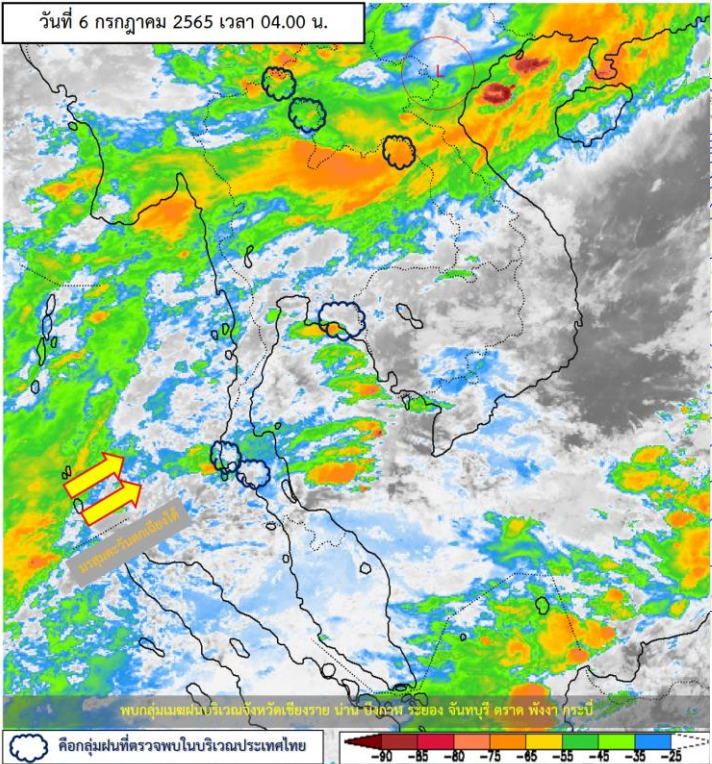 วันที่ 6 กรกฎาคม 2565 เวลา 04.00 น.
L
มรสุมตะวันตกเฉียงใต้
พบกลุ่มเมฆฝนบริเวณจังหวัดเชียงราย น่าน บึงกาฬ ระยอง จันทบุรี ตราด พังงา กระบี่
คือกลุ่มฝนที่ตรวจพบในบริเวณประเทศไทย
-90 -85 -80 -75 -65 -55 -45 -35 -25